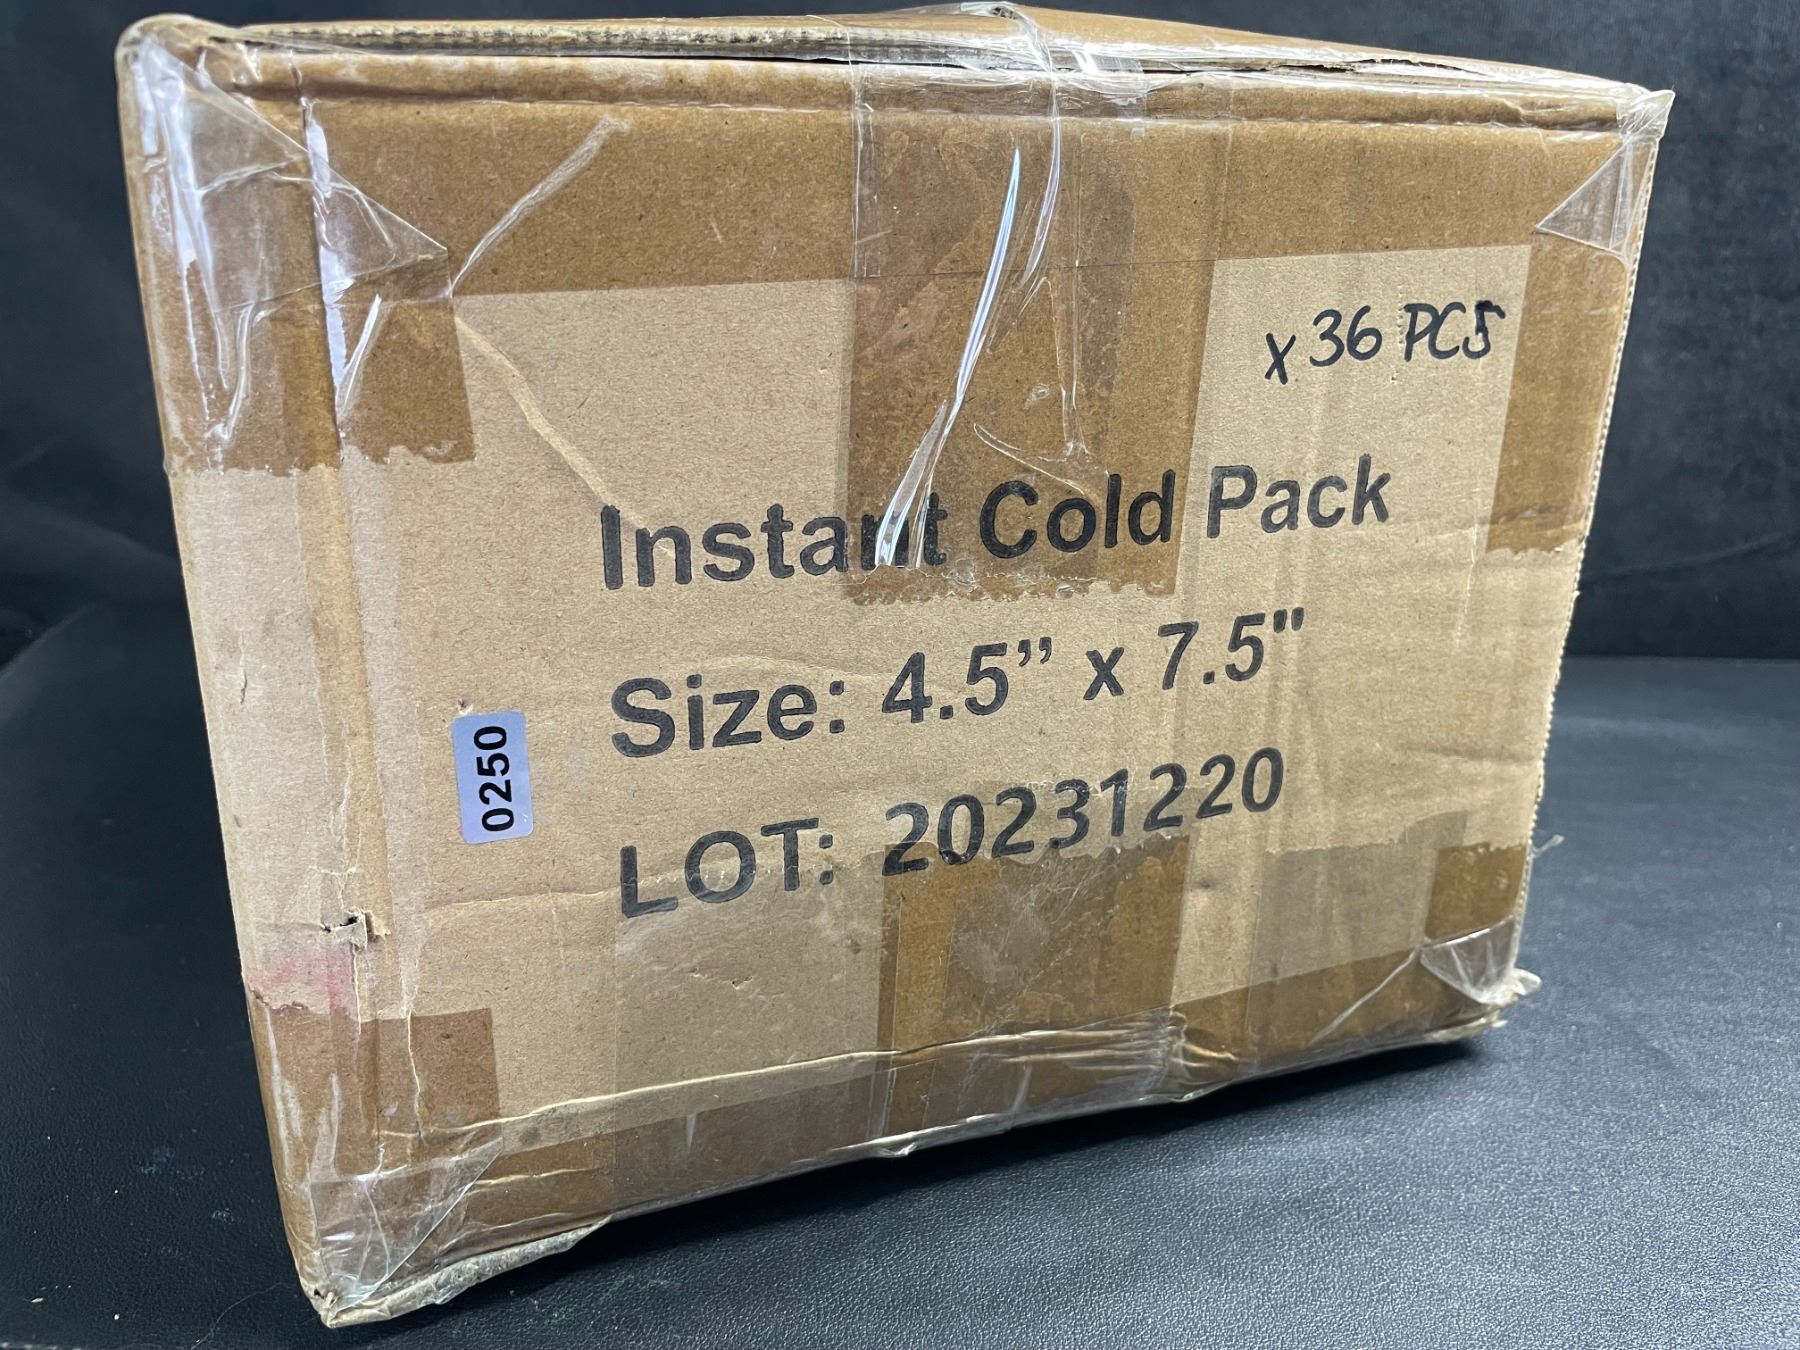 x 36 PCS
Instant Cold Pack
Size: 4.5” x 7.5"
LOT: 20231220
0250